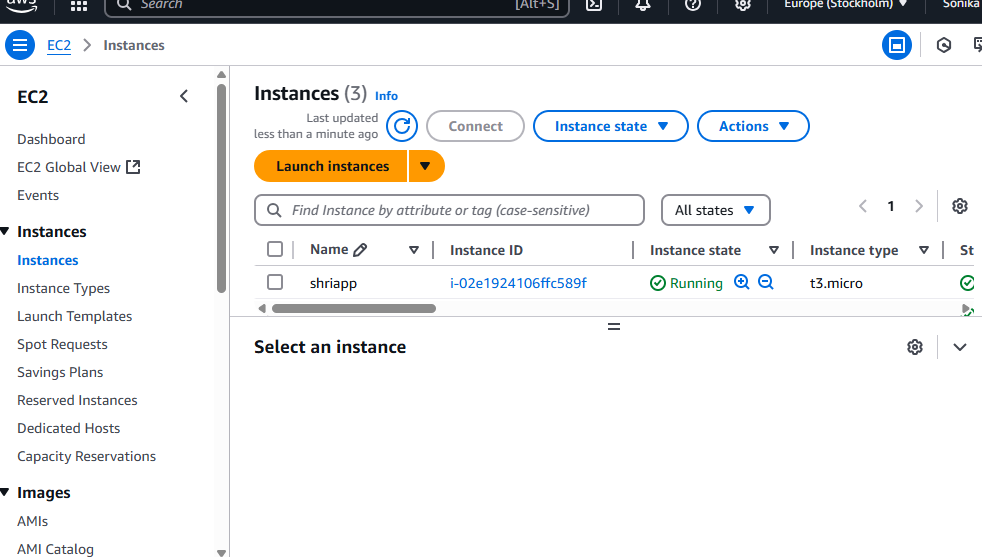 aws
Search
[Alt+S]
Europe (Stockholm)
Sonika
EC2
Instances
EC2
Dashboard
EC2 Global View
Events
Instances
Instances
Instance Types
Launch Templates
Spot Requests
Savings Plans
Reserved Instances
Dedicated Hosts
Capacity Reservations
Images
AMIs
AMI Catalog
Instances (3) Info
Last updated
less than a minute ago
Connect
Instance state
Actions
Launch instances
Find Instance by attribute or tag (case-sensitive)
All states
1
Name
Instance ID
Instance state
Instance type
St
shriapp
i-02e1924106ffc589f
Running
t3.micro
Select an instance